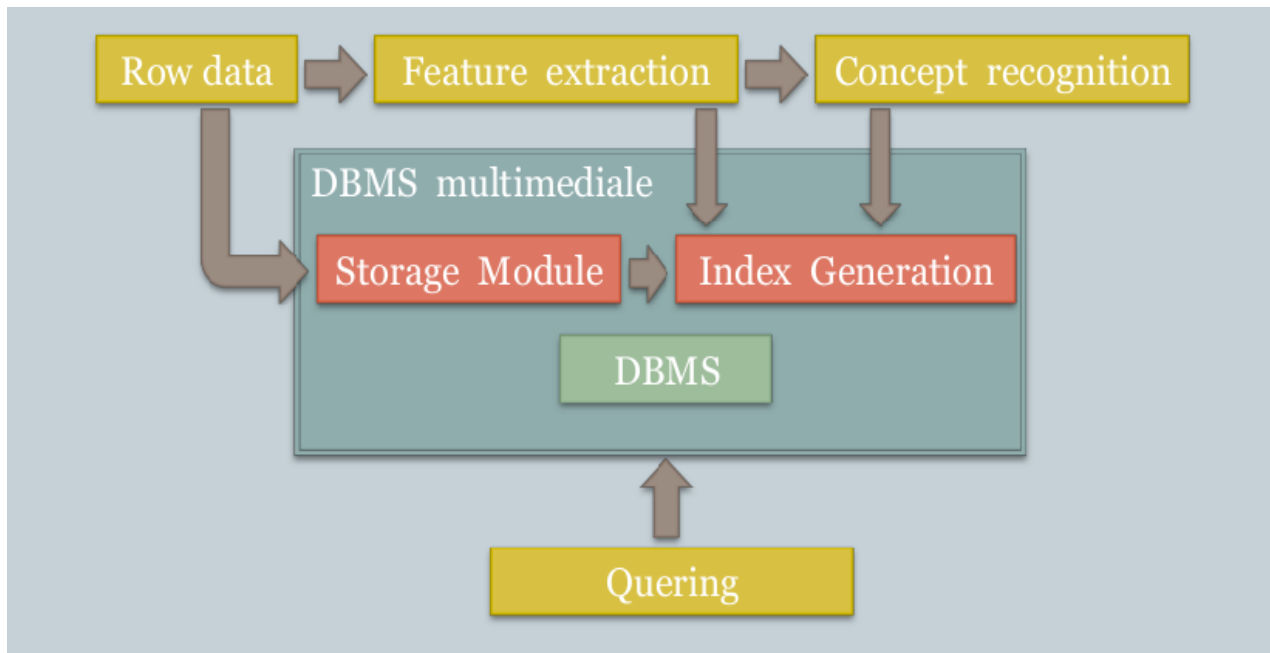 Row data
Feature extraction
Concept recognition
DBMS multimediale
Storage Module
Index Generation
DBMS
Quering